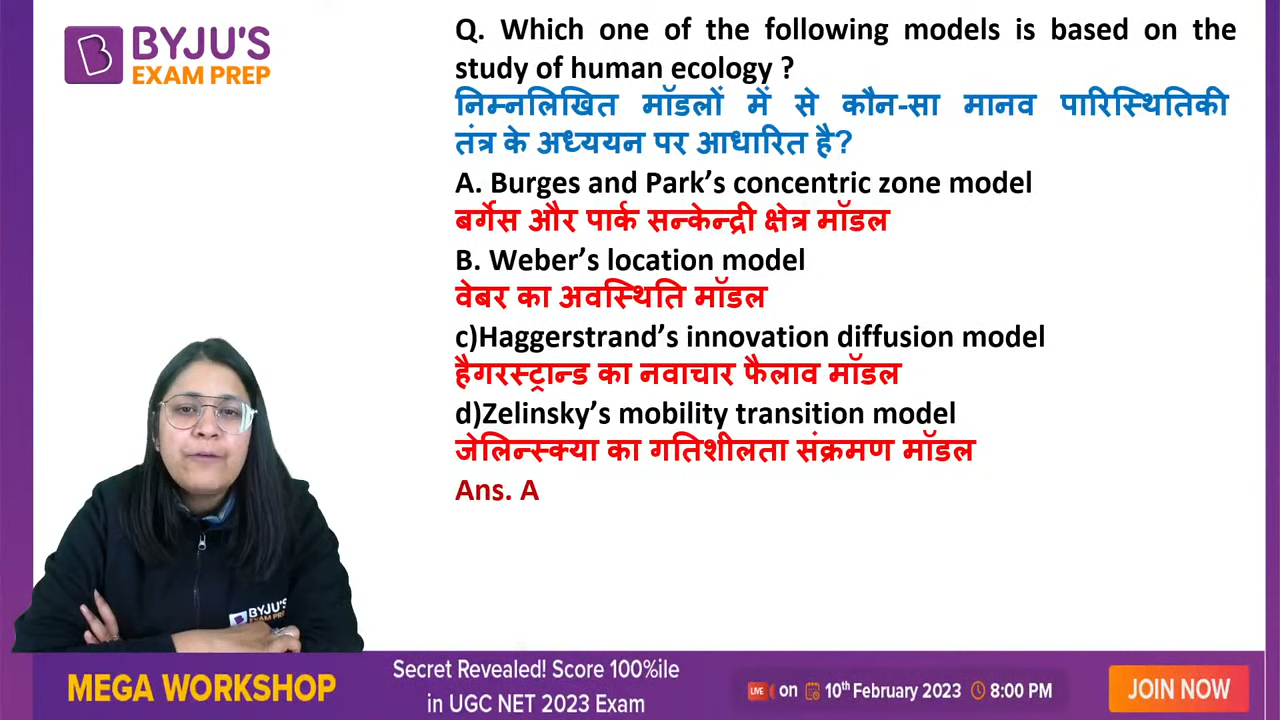 BYJU'S
EXAM PREP
Q. Which one of the following models is based on the
study of human ecology ?
निम्नलिखित मॉडलों में से कौन-सा मानव पारिस्थितिकी
तंत्र के अध्ययन पर आधारित है?
A. Burges and Park’s concentric zone model
बर्गेस और पार्क सन्केन्द्री क्षेत्र मॉडल
B. Weber’s location model
वेबर का अवस्थिति मॉडल
c)Haggerstrand’s innovation diffusion model
हैगरस्ट्रान्ड का नवाचार फैलाव मॉडल
d)Zelinsky’s mobility transition model
जेलिन्स्क्या का गतिशीलता संक्रमण मॉडल
Ans. A
BYJU'S
EXAM PREP
MEGA WORKSHOP
Secret Revealed! Score 100%ile
in UGC NET 2023 Exam
LIVE on 10th February 2023 8:00 PM
JOIN NOW